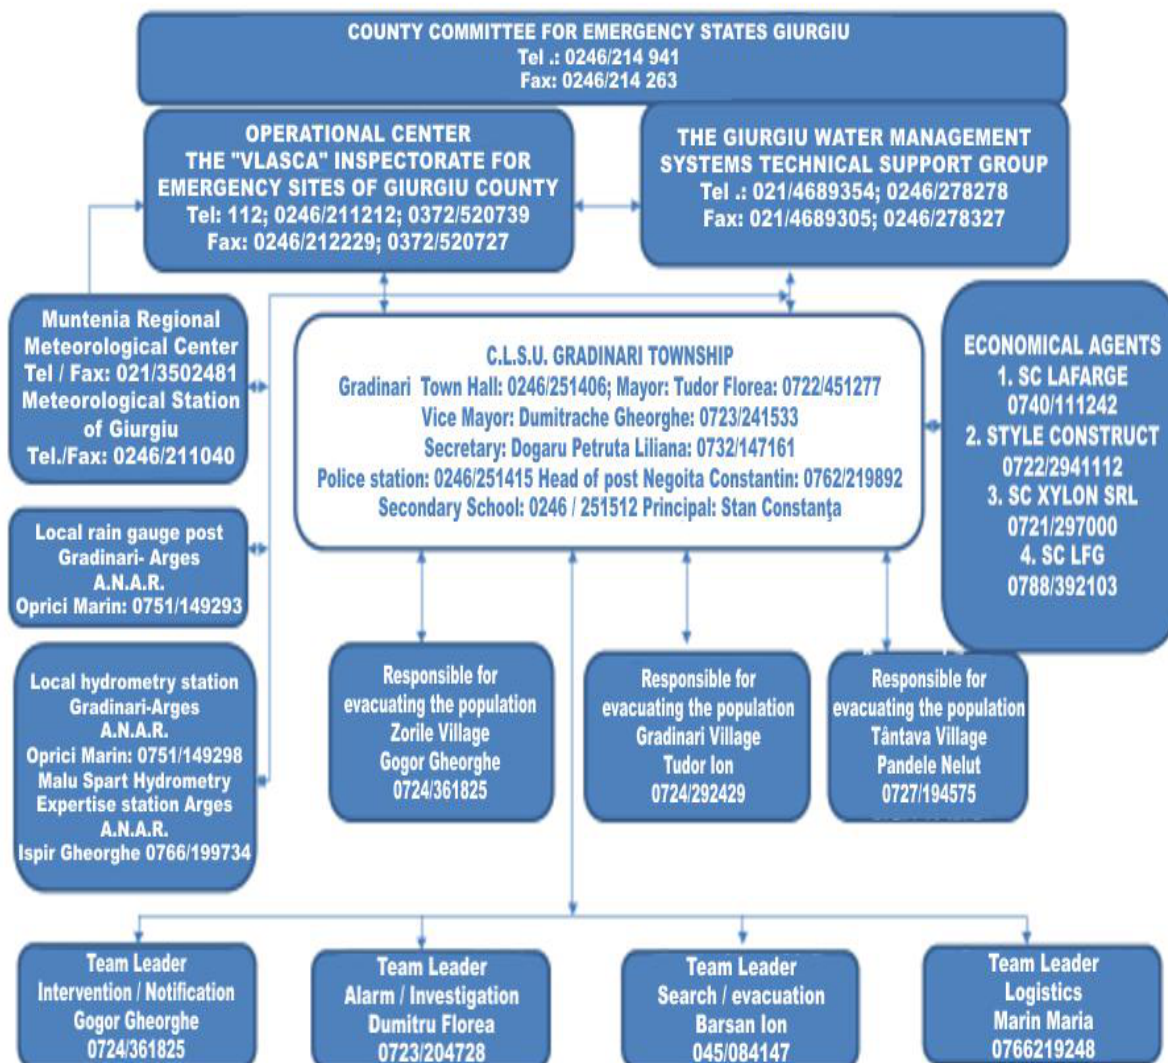 COUNTY COMMITTEE FOR EMERGENCY STATES GIURGIU
Tel .: 0246/214 941
Fax: 0246/214 263
OPERATIONAL CENTER
THE "VLASCA" INSPECTORATE FOR
EMERGENCY SITES OF GIURGIU COUNTY
Tel: 112; 0246/211212; 0372/520739
Fax: 0246/212229; 0372/520727
THE GIURGIU WATER MANAGEMENT
SYSTEMS TECHNICAL SUPPORT GROUP
Tel .: 021/4689354; 0246/278278
Fax: 021/4689305; 0246/278327
Muntenia Regional
Meteorological Center
Tel / Fax: 021/3502481
Meteorological Station
of Giurgiu
Tel./Fax: 0246/211040
C.L.S.U. GRADINARI TOWNSHIP
Gradinari Town Hall: 0246/251406; Mayor: Tudor Florea: 0722/451277
Vice Mayor: Dumitrache Gheorghe: 0723/241533
Secretary: Dogaru Petruta Liliana: 0732/147161
Police station: 0246/251415 Head of post Negoita Constantin: 0762/219892
Secondary School: 0246 / 251512 Principal: Stan Constanţa
ECONOMICAL AGENTS
1. SC LAFARGE
0740/111242
2. STYLE CONSTRUCT
0722/2941112
3. SC XYLON SRL
0721/297000
4. SC LFG
0788/392103
Local rain gauge post
Gradinari- Arges
A.N.A.R.
Oprici Marin: 0751/149293
Local hydrometry station
Gradinari-Arges
A.N.A.R.
Oprici Marin: 0751/149298
Malu Spart Hydrometry
Expertise station Arges
A.N.A.R.
Ispir Gheorghe 0766/199734
Responsible for
evacuating the population
Zorile Village
Gogor Gheorghe
0724/361825
Responsible for
evacuating the population
Gradinari Village
Tudor Ion
0724/292429
Responsible for
evacuating the population
Tântava Village
Pandele Nelut
0727/194575
Team Leader
Intervention / Notification
Gogor Gheorghe
0724/361825
Team Leader
Alarm / Investigation
Dumitru Florea
0723/204728
Team Leader
Search / evacuation
Barsan Ion
045/084147
Team Leader
Logistics
Marin Maria
0766219248